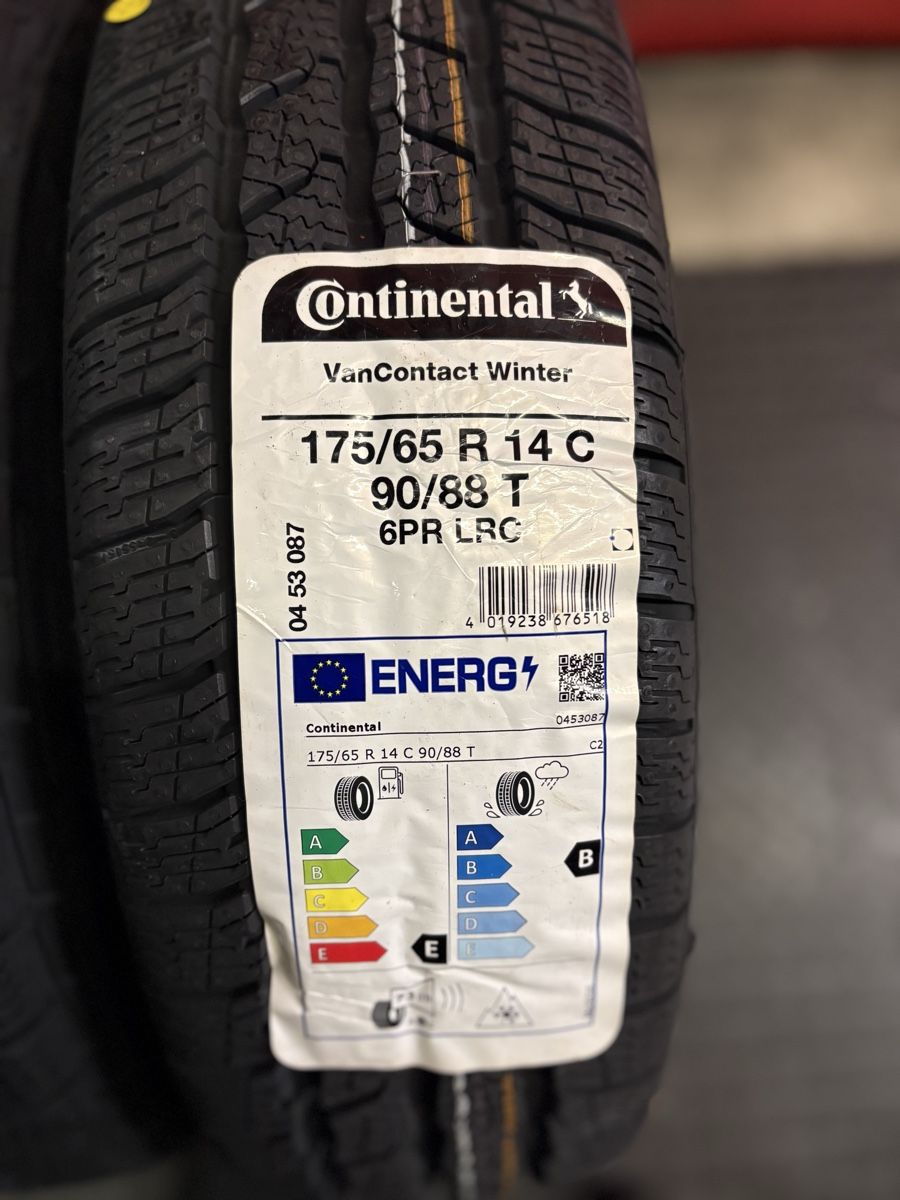 Continental
VanContact Winter
175/65 R 14 C
90/88 T
6PR LRC
04 53 087
4 019238 676518
ENERG
Continental
0453087
175/65 R 14 C 90/88 T
C2
A
B
C
D
E
E
A
B
C
D
E
B